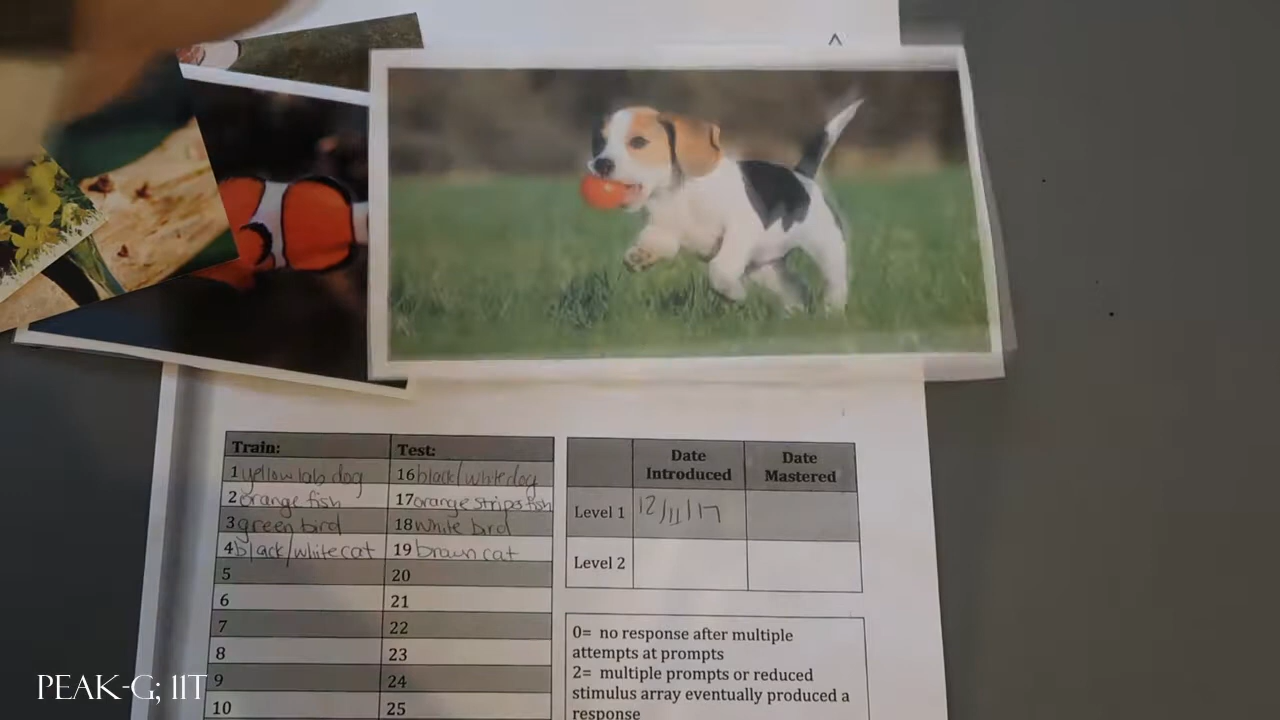 Train: Test:
1 yellow lab dog 16 black/white dog
2 orange fish 17 orange strips fish
3 green bird 18 white bird
4 black/white cat 19 brown cat
5 20
6 21
7 22
8 23
9 24
10 25
Date Introduced Date Mastered
Level 1 12/11/17
Level 2
0= no response after multiple
attempts at prompts
2= multiple prompts or reduced
stimulus array eventually produced a
response
PEAK-G; 11T